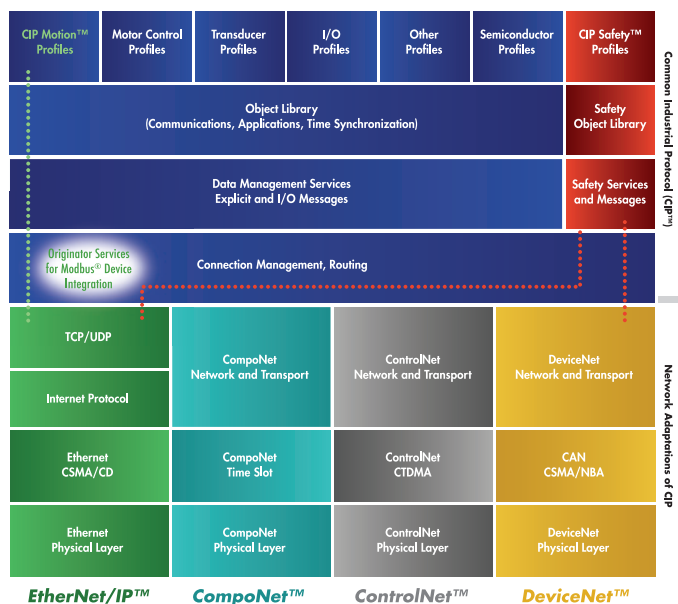 CIP Motion™
Profiles
Motor Control
Profiles
Transducer
Profiles
I/O
Profiles
Other
Profiles
Semiconductor
Profiles
CIP Safety™
Profiles
Object Library
(Communications, Applications, Time Synchronization)
Safety
Object Library
Data Management Services
Explicit and I/O Messages
Safety Services
and Messages
Originator Services
for Modbus® Device
Integration
Connection Management, Routing
Common Industrial Protocol (CIP™)
TCP/UDP
Internet Protocol
CompoNet
Network and Transport
ControlNet
Network and Transport
DeviceNet
Network and Transport
Ethernet
CSMA/CD
CompoNet
Time Slot
ControlNet
CTDMA
CAN
CSMA/NBA
Ethernet
Physical Layer
CompoNet
Physical Layer
ControlNet
Physical Layer
DeviceNet
Physical Layer
Network Adaptations of CIP
EtherNet/IP™
CompoNet™
ControlNet™
DeviceNet™